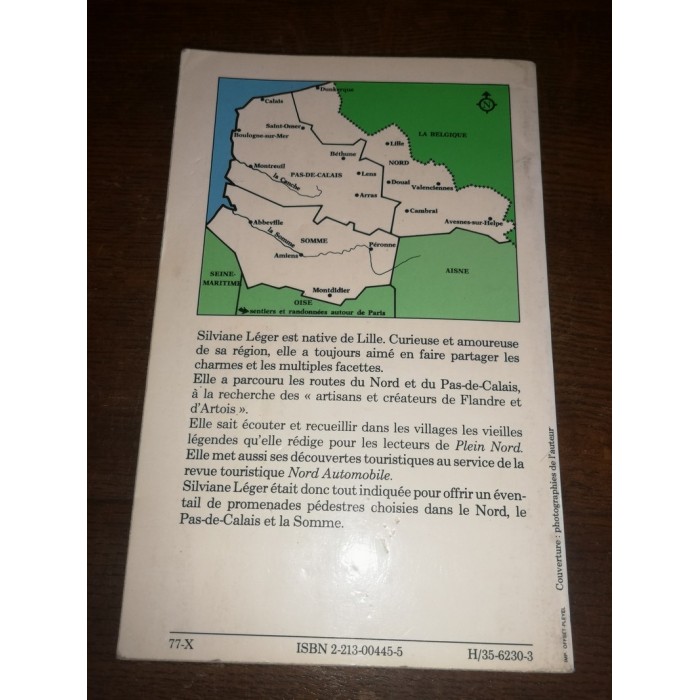 Dunkerque
Calais
N
LA BELGIQUE
Saint-Omer
Boulogne-sur-Mer
Lille
Béthune
NORD
Montreuil
PAS-DE-CALAIS
Lens
la Canche
Douai
Valenciennes
Arras
Cambrai
Abbeville
Avesnes-sur-Helpe
la Somme
SOMME
Péronne
Amiens
SEINE-
MARITIME
AISNE
Montdidier
OISE
sentiers et randonnées autour de Paris
Silviane Léger est native de Lille. Curieuse et amoureuse
de sa région, elle a toujours aimé en faire partager les
charmes et les multiples facettes.
Elle a parcouru les routes du Nord et du Pas-de-Calais,
à la recherche des « artisans et créateurs de Flandre et
d'Artois ».
Elle sait écouter et recueillir dans les villages les vieilles
légendes qu'elle rédige pour les lecteurs de Plein Nord.
Elle met aussi ses découvertes touristiques au service de la
revue touristique Nord Automobile.
Silviane Léger était donc tout indiquée pour offrir un éven-
tail de promenades pédestres choisies dans le Nord, le
Pas-de-Calais et la Somme.
77-X
ISBN 2-213-00445-5
H/35-6230-3
IMP. OFFSET-PLEYEL
Couverture : photographies de l'auteur